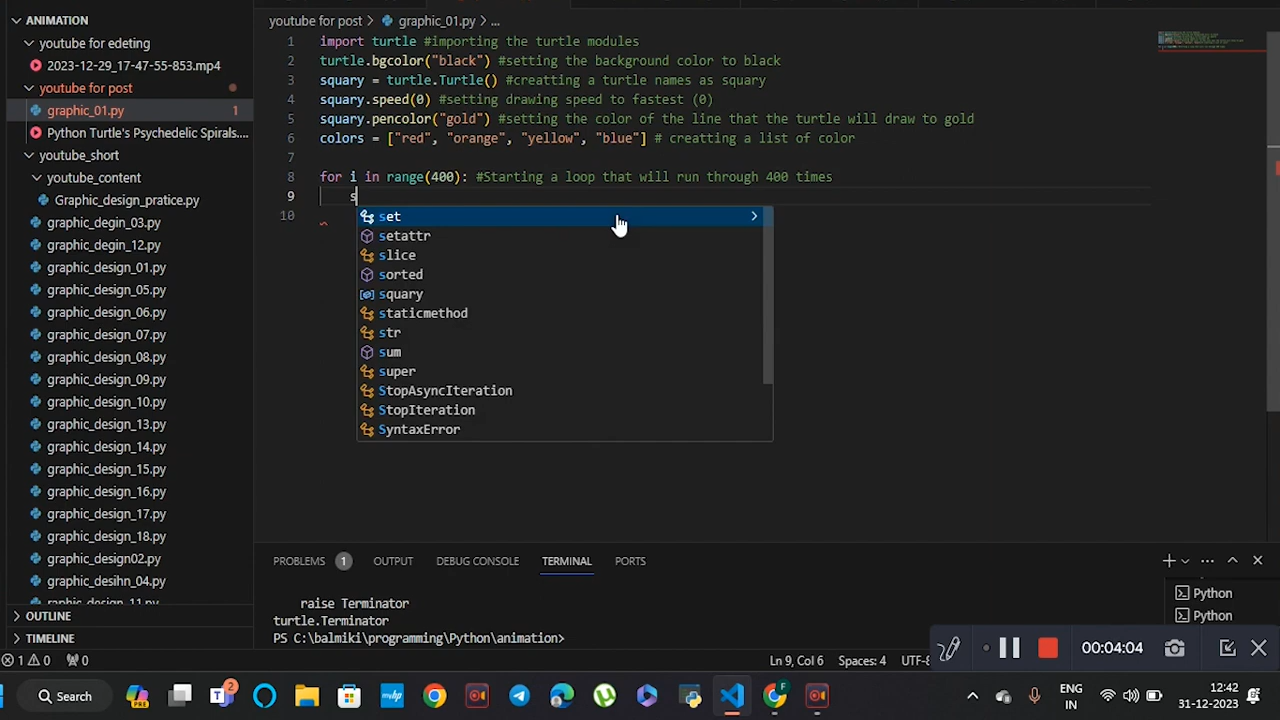 ANIMATION
youtube for edeting
2023-12-29_17-47-55-853.mp4
youtube for post
graphic_01.py 1
Python Turtle's Psychedelic Spirals....
youtube_short
youtube_content
Graphic_design_pratice.py
graphic_degin_03.py
graphic_degin_12.py
graphic_design_01.py
graphic_design_05.py
graphic_design_06.py
graphic_design_07.py
graphic_design_08.py
graphic_design_09.py
graphic_design_10.py
graphic_design_13.py
graphic_design_14.py
graphic_design_15.py
graphic_design_16.py
graphic_design_17.py
graphic_design_18.py
graphic_design02.py
graphic_desihn_04.py
raphic_design_11.py
OUTLINE
TIMELINE
youtube for post > graphic_01.py > ...
1 import turtle #importing the turtle modules
2 turtle.bgcolor("black") #setting the background color to black
3 squary = turtle.Turtle() #creatting a turtle names as squary
4 squary.speed(0) #setting drawing speed to fastest (0)
5 squary.pencolor("gold") #setting the color of the line that the turtle will draw to gold
6 colors = ["red", "orange", "yellow", "blue"] # creatting a list of color
7
8 for i in range(400): #Starting a loop that will run through 400 times
9 s
10
set
setattr
slice
sorted
squary
staticmethod
str
sum
super
StopAsyncIteration
StopIteration
SyntaxError
PROBLEMS 1 OUTPUT DEBUG CONSOLE TERMINAL PORTS
raise Terminator
turtle.Terminator
PS C:\balmiki\programming\Python\animation>
Python
Python
00:04:04
1 0 0 Ln 9, Col 6 Spaces: 4 UTF-8
Search PRE 2 ENG IN 12:42 31-12-2023